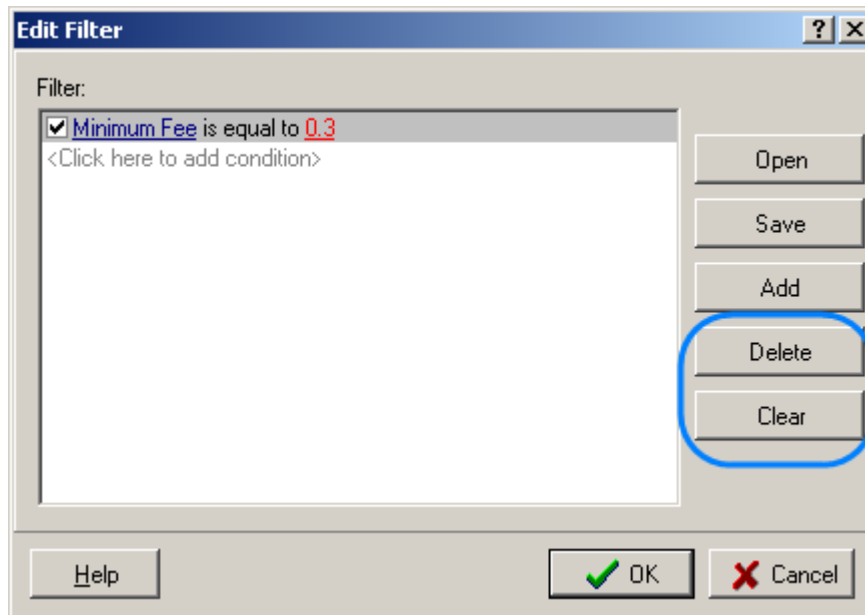 Edit Filter
Filter:
Minimum Fee is equal to 0.3
<Click here to add condition>
Open
Save
Add
Delete
Clear
Help
OK
Cancel